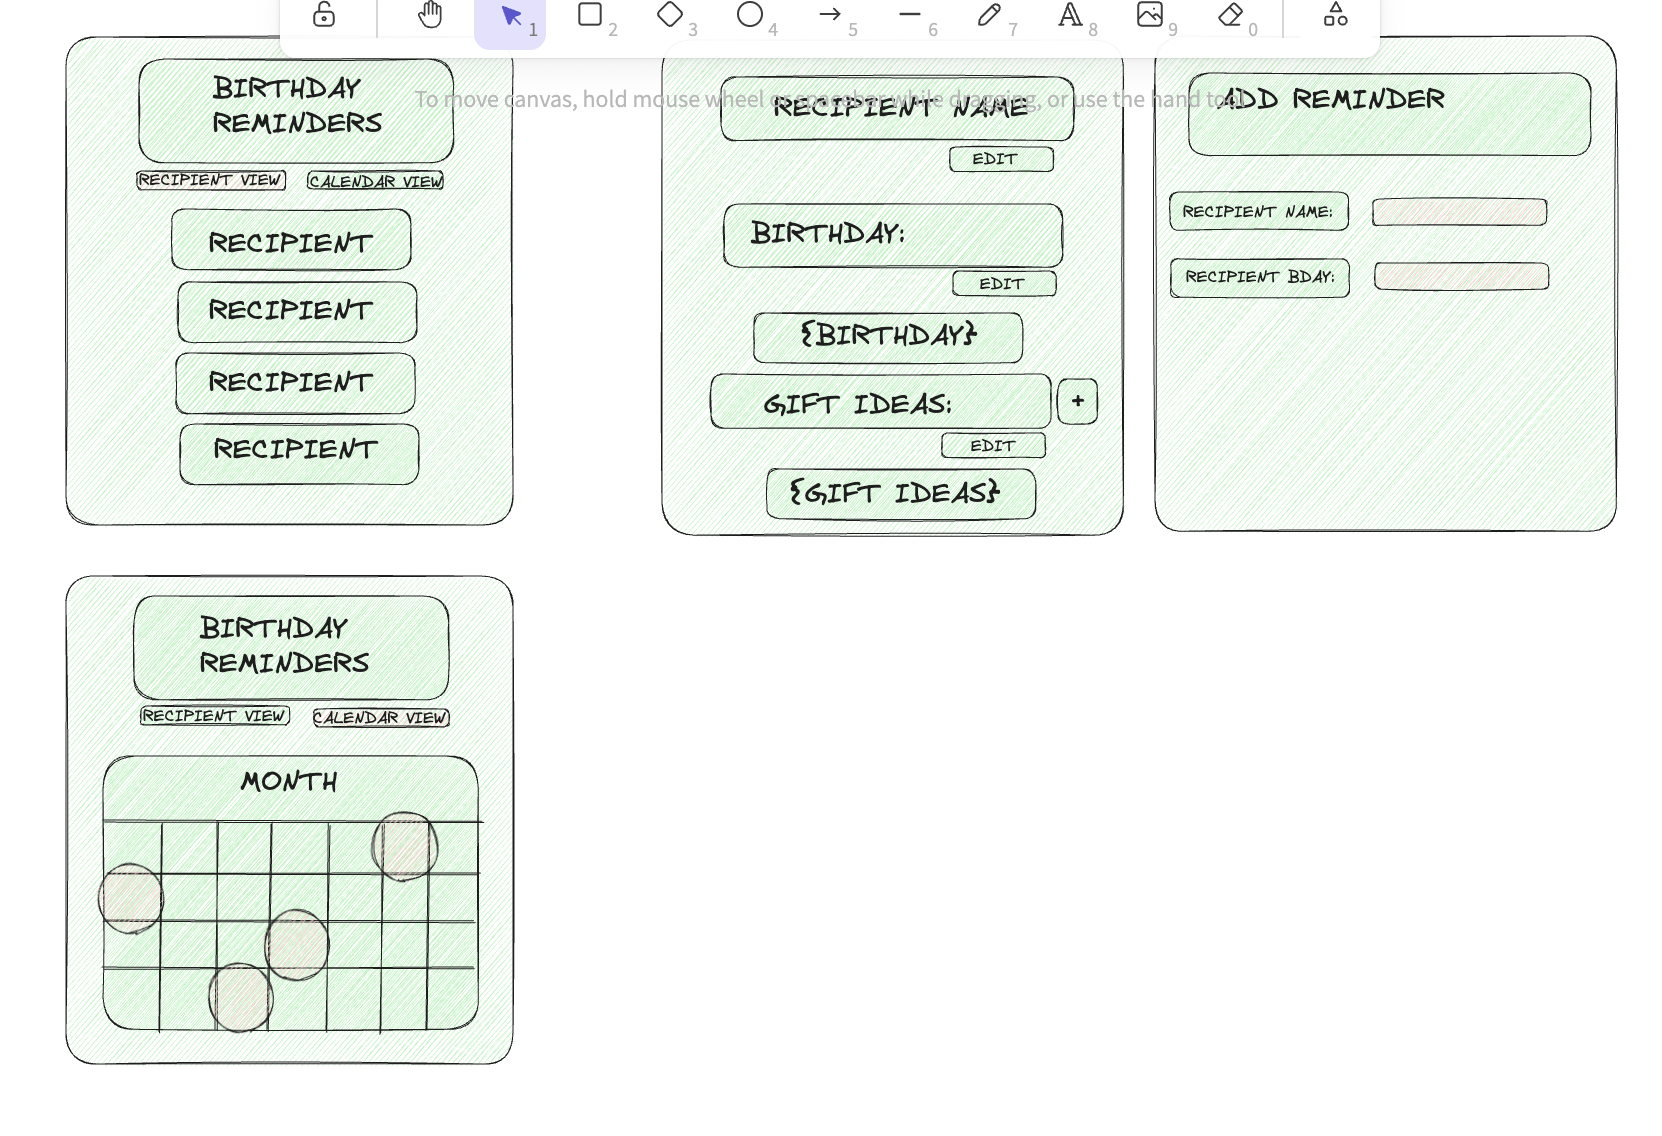 1
2
3
4
5
6
7
8
9
0
To move canvas, hold mouse wheel or spacebar while dragging, or use the hand tool
BIRTHDAY
REMINDERS
RECIPIENT VIEW
CALENDAR VIEW
RECIPIENT
RECIPIENT
RECIPIENT
RECIPIENT
RECIPIENT NAME
EDIT
BIRTHDAY:
EDIT
{BIRTHDAY}
GIFT IDEAS:
+
EDIT
{GIFT IDEAS}
ADD REMINDER
RECIPIENT NAME:
RECIPIENT BDAY:
BIRTHDAY
REMINDERS
RECIPIENT VIEW
CALENDAR VIEW
MONTH